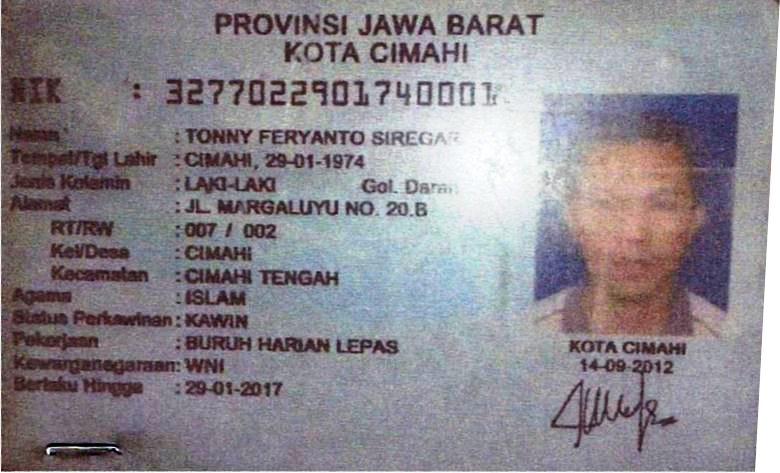 PROVINSI JAWA BARAT
KOTA CIMAHI
NIK : 3277022901740001
Nama : TONNY FERYANTO SIREGAR
Tempat/Tgl Lahir : CIMAHI, 29-01-1974
Jenis Kelamin : LAKI-LAKI Gol. Darah
Alamat : JL. MARGALUYU NO. 20.B
RT/RW : 007 / 002
Kel/Desa : CIMAHI
Kecamatan : CIMAHI TENGAH
Agama : ISLAM
Status Perkawinan : KAWIN
Pekerjaan : BURUH HARIAN LEPAS
Kewarganegaraan: WNI
Berlaku Hingga : 29-01-2017
KOTA CIMAHI
14-09-2012